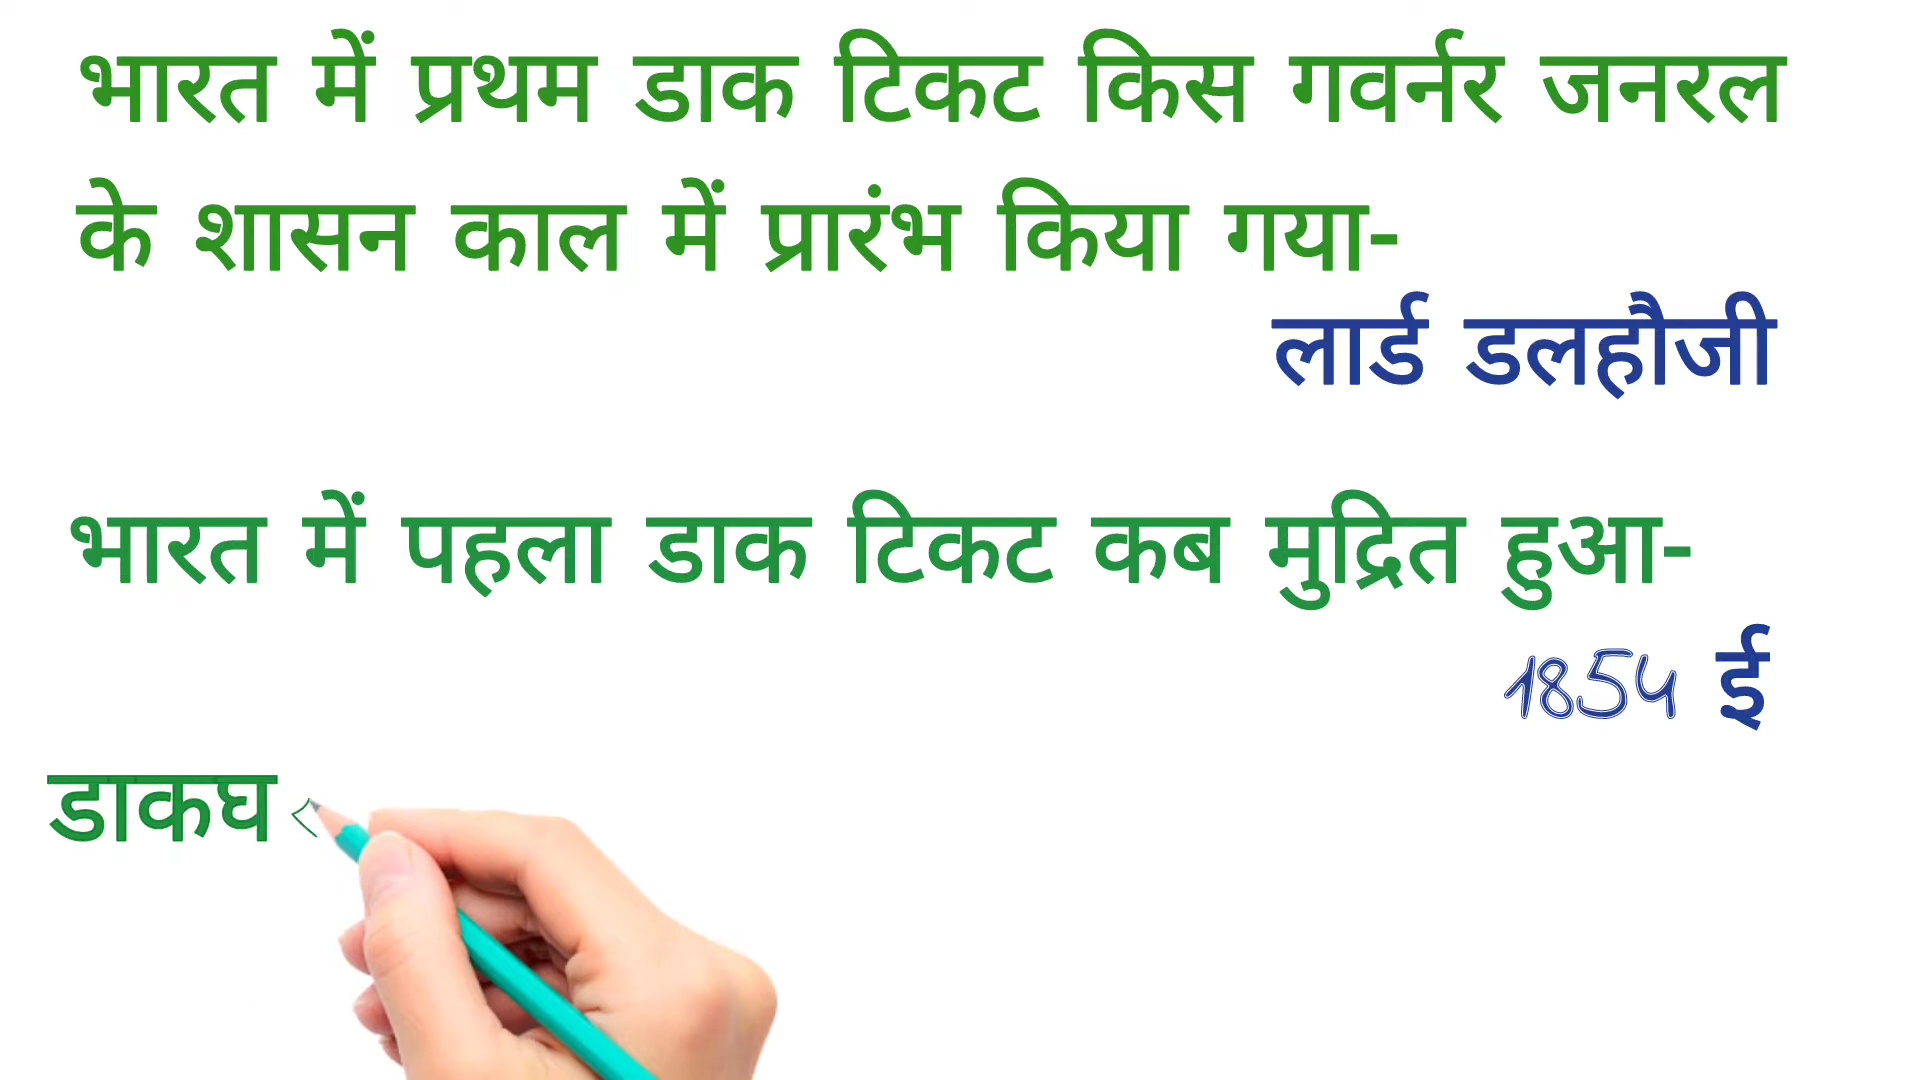 भारत में प्रथम डाक टिकट किस गवर्नर जनरल
के शासन काल में प्रारंभ किया गया-
लार्ड डलहौजी
भारत में पहला डाक टिकट कब मुद्रित हुआ-
1854 ई
डाकघ